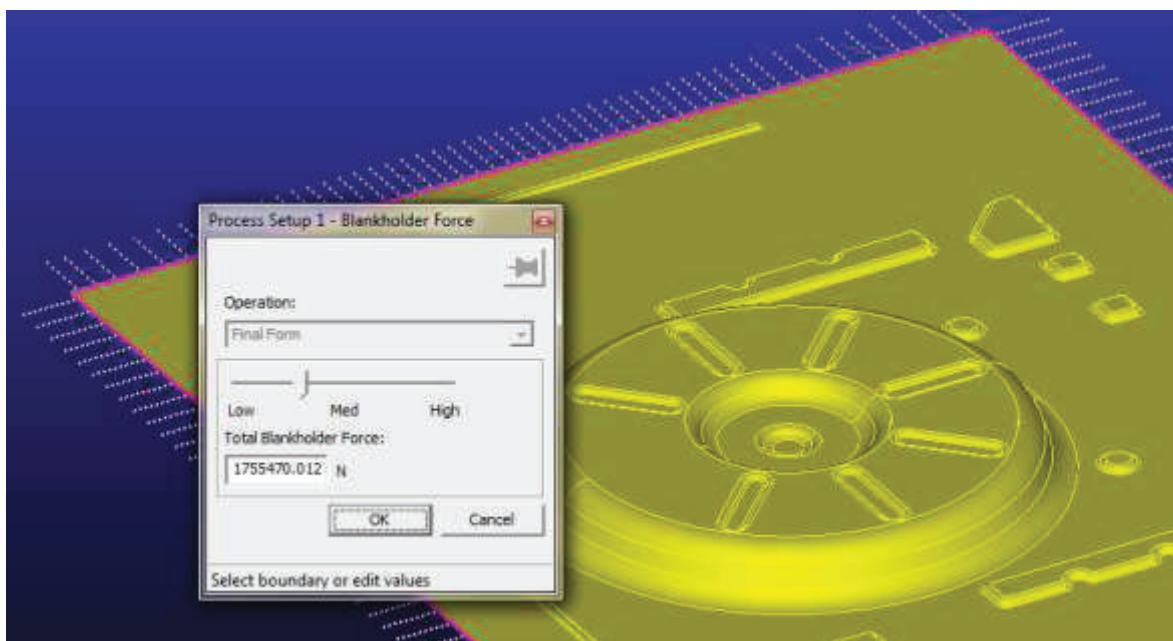 Process Setup 1 - Blankholder Force
Operation:
Final Form
Low Med High
Total Blankholder Force:
1755470.012 N
OK Cancel
Select boundary or edit values